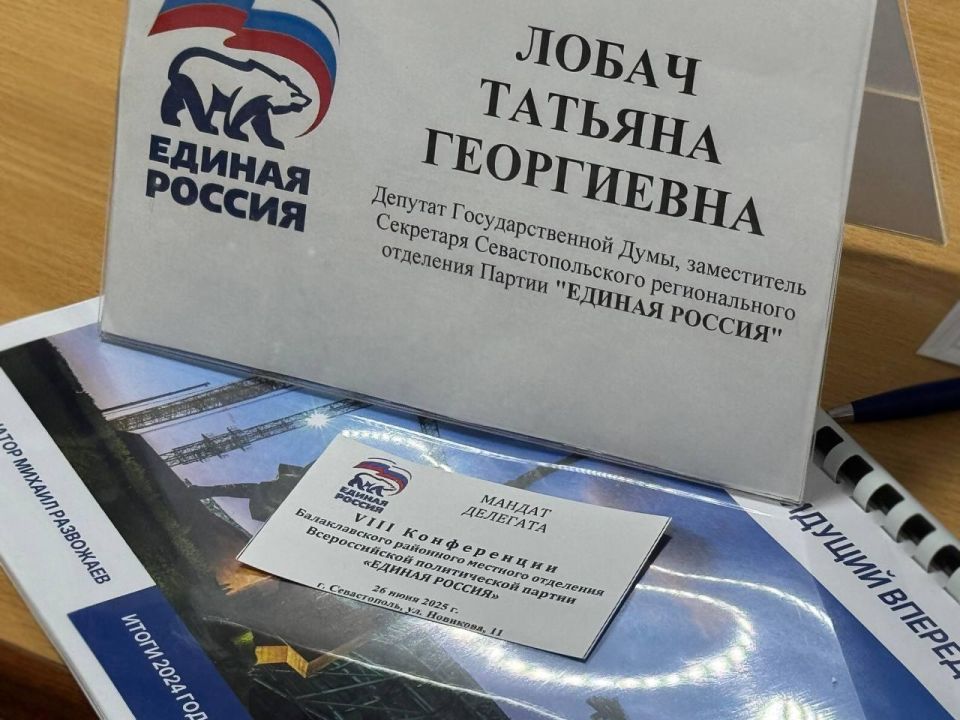 ЕДИНАЯ
РОССИЯ
ЛОБАЧ
ТАТЬЯНА
ГЕОРГИЕВНА
Депутат Государственной Думы, заместитель
Секретаря Севастопольского регионального
отделения Партии "ЕДИНАЯ РОССИЯ"
ЕДИНАЯ
РОССИЯ
МАНДАТ
ДЕЛЕГАТА
VIII Конференции
Балаклавского районного местного отделения
Всероссийской политической партии
«ЕДИНАЯ РОССИЯ»
26 июня 2025 г.
г. Севастополь, ул. Новикова, 11
МИХАИЛ РАЗВОЖАЕВ
ИТОГИ 2024
ВПЕРЕД